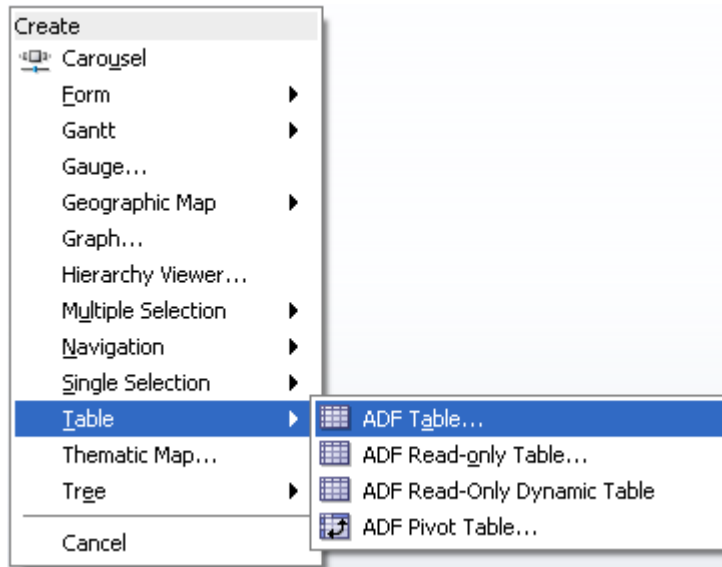 Create
Carousel
Form
Gantt
Gauge...
Geographic Map
Graph...
Hierarchy Viewer...
Multiple Selection
Navigation
Single Selection
Table
ADF Table...
Thematic Map...
ADF Read-only Table...
Tree
ADF Read-Only Dynamic Table
Cancel
ADF Pivot Table...